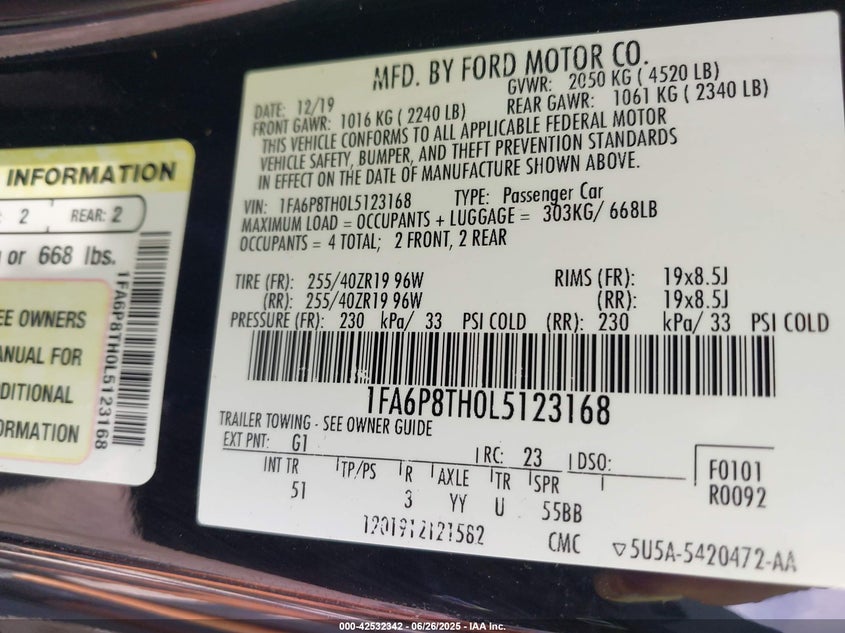 MFD. BY FORD MOTOR CO.
DATE: 12/19 GVWR: 2050 KG ( 4520 LB)
FRONT GAWR: 1016 KG ( 2240 LB) REAR GAWR: 1061 KG ( 2340 LB)
THIS VEHICLE CONFORMS TO ALL APPLICABLE FEDERAL MOTOR
VEHICLE SAFETY, BUMPER, AND THEFT PREVENTION STANDARDS
IN EFFECT ON THE DATE OF MANUFACTURE SHOWN ABOVE.
VIN: 1FA6P8TH0L5123168 TYPE: Passenger Car
MAXIMUM LOAD = OCCUPANTS + LUGGAGE = 303KG/ 668LB
OCCUPANTS = 4 TOTAL; 2 FRONT, 2 REAR
TIRE (FR): 255/40ZR19 96W RIMS (FR): 19x8.5J
(RR): 255/40ZR19 96W (RR): 19x8.5J
PRESSURE (FR): 230 kPa/ 33 PSI COLD (RR): 230 kPa/ 33 PSI COLD
1FA6P8TH0L5123168
TRAILER TOWING - SEE OWNER GUIDE
EXT PNT: G1 RC: 23 DSO:
INT TR TP/PS R AXLE TR SPR
51 3 YY U 55BB
F0101
R0092
1201912121562 CMC ▽5U5A-5420472-AA
INFORMATION
: 2 REAR: 2
or 668 lbs.
EE OWNERS
ANUAL FOR
DITIONAL
ORMATION
1FA6P8TH0L5123168
000-42532342 | 06/26/2025 | IAA Inc.